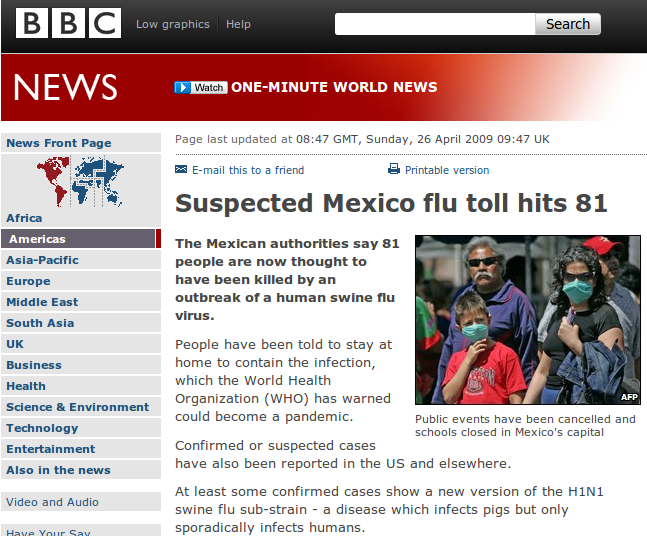 BBC
Low graphics | Help
Search
NEWS
Watch ONE-MINUTE WORLD NEWS
News Front Page
Africa
Americas
Asia-Pacific
Europe
Middle East
South Asia
UK
Business
Health
Science & Environment
Technology
Entertainment
Also in the news
Video and Audio
Have Your Say
Page last updated at 08:47 GMT, Sunday, 26 April 2009 09:47 UK
E-mail this to a friend
Printable version
Suspected Mexico flu toll hits 81
The Mexican authorities say 81
people are now thought to
have been killed by an
outbreak of a human swine flu
virus.
AFP
Public events have been cancelled and
schools closed in Mexico's capital
People have been told to stay at
home to contain the infection,
which the World Health
Organization (WHO) has warned
could become a pandemic.
Confirmed or suspected cases
have also been reported in the US and elsewhere.
At least some confirmed cases show a new version of the H1N1
swine flu sub-strain - a disease which infects pigs but only
sporadically infects humans.